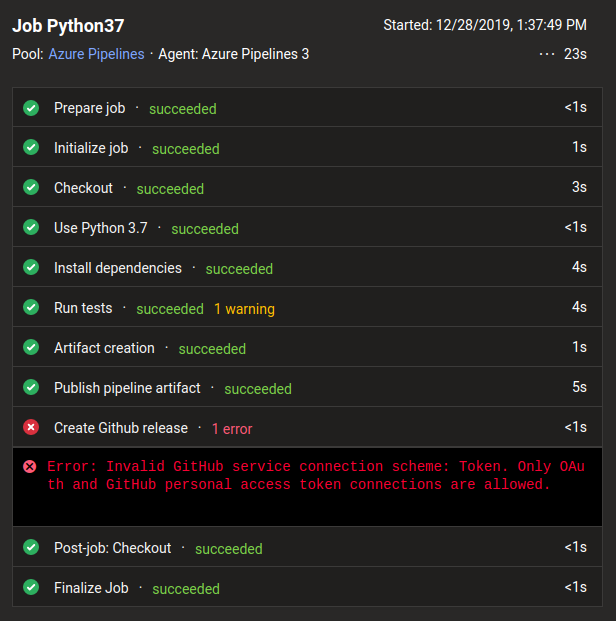 Job Python37 Started: 12/28/2019, 1:37:49 PM
Pool: Azure Pipelines · Agent: Azure Pipelines 3 ··· 23s
Prepare job · succeeded <1s
Initialize job · succeeded 1s
Checkout · succeeded 3s
Use Python 3.7 · succeeded <1s
Install dependencies · succeeded 4s
Run tests · succeeded 1 warning 4s
Artifact creation · succeeded 1s
Publish pipeline artifact · succeeded 5s
Create Github release · 1 error <1s
Error: Invalid GitHub service connection scheme: Token. Only OAu
th and GitHub personal access token connections are allowed.
Post-job: Checkout · succeeded <1s
Finalize Job · succeeded <1s